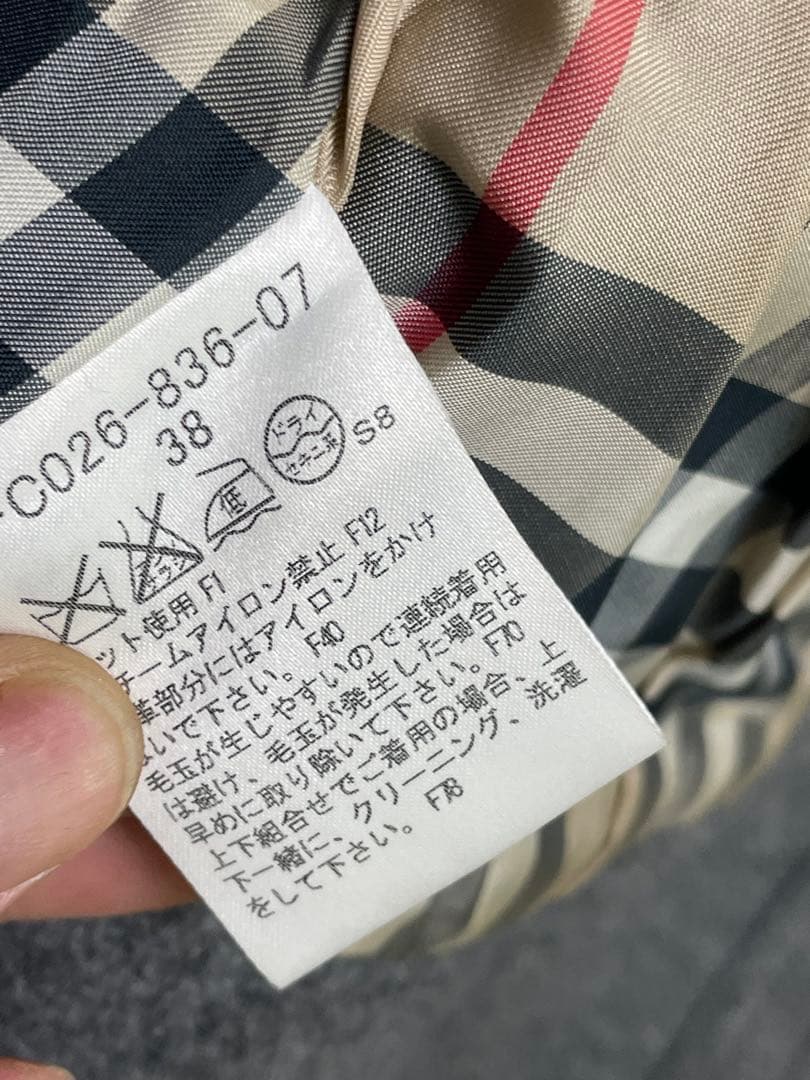 C026-836-07
38
低
ドライ
セキユ系
S8
ット使用 F1
チームアイロン禁止 F12
革部分にはアイロンをかけ
ないで下さい。 F40
毛玉が生じやすいので連続着用
は避け、毛玉が発生した場合は
早めに取り除いて下さい。 F70
上下組合せでご着用の場合、上
下一緒に、クリーニング、洗濯
をして下さい。 F78